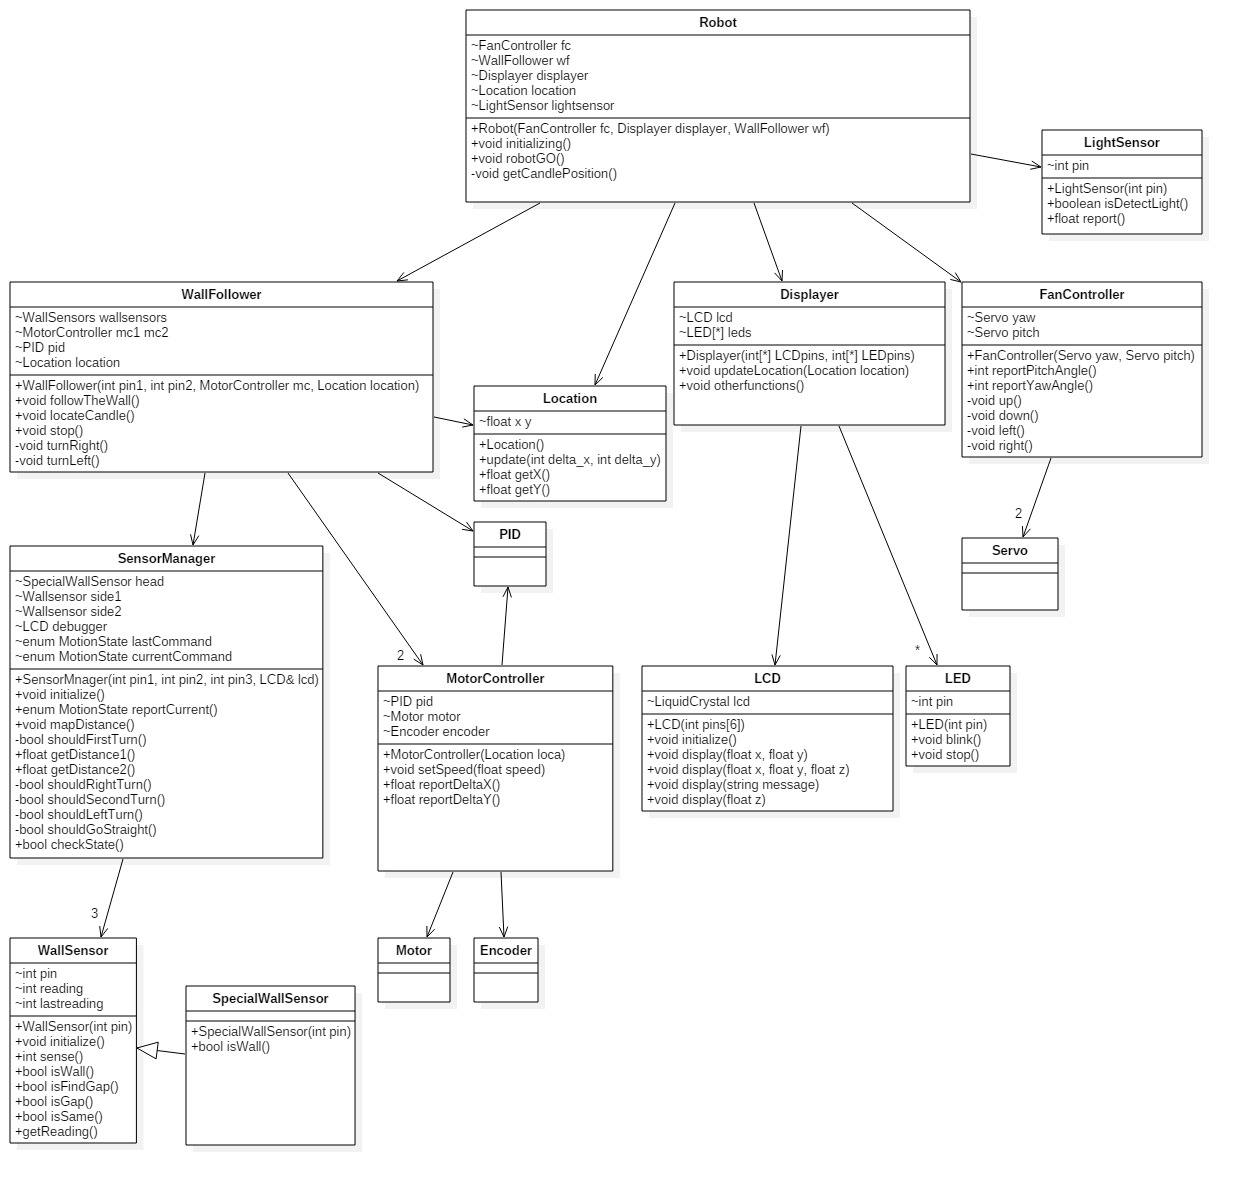 Robot
~FanController fc
~WallFollower wf
~Displayer displayer
~Location location
~LightSensor lightsensor
+Robot(FanController fc, Displayer displayer, WallFollower wf)
+void initializing()
+void robotGO()
-void getCandlePosition()
LightSensor
~int pin
+LightSensor(int pin)
+boolean isDetectLight()
+float report()
WallFollower
~WallSensors wallsensors
~MotorController mc1 mc2
~PID pid
~Location location
+WallFollower(int pin1, int pin2, MotorController mc, Location location)
+void followTheWall()
+void locateCandle()
+void stop()
-void turnRight()
-void turnLeft()
Location
~float x y
+Location()
+update(int delta_x, int delta_y)
+float getX()
+float getY()
Displayer
~LCD lcd
~LED[*] leds
+Displayer(int[*] LCDpins, int[*] LEDpins)
+void updateLocation(Location location)
+void otherfunctions()
FanController
~Servo yaw
~Servo pitch
+FanController(Servo yaw, Servo pitch)
+int reportPitchAngle()
+int reportYawAngle()
-void up()
-void down()
-void left()
-void right()
2
Servo
PID
SensorManager
~SpecialWallSensor head
~Wallsensor side1
~Wallsensor side2
~LCD debugger
~enum MotionState lastCommand
~enum MotionState currentCommand
+SensorMnager(int pin1, int pin2, int pin3, LCD& lcd)
+void initialize()
+enum MotionState reportCurrent()
+void mapDistance()
-bool shouldFirstTurn()
+float getDistance1()
+float getDistance2()
-bool shouldRightTurn()
-bool shouldSecondTurn()
-bool shouldLeftTurn()
-bool shouldGoStraight()
+bool checkState()
2
MotorController
~PID pid
~Motor motor
~Encoder encoder
+MotorController(Location loca)
+void setSpeed(float speed)
+float reportDeltaX()
+float reportDeltaY()
LCD
~LiquidCrystal lcd
+LCD(int pins[6])
+void initialize()
+void display(float x, float y)
+void display(float x, float y, float z)
+void display(string message)
+void display(float z)
*
LED
~int pin
+LED(int pin)
+void blink()
+void stop()
3
WallSensor
~int pin
~int reading
~int lastreading
+WallSensor(int pin)
+void initialize()
+int sense()
+bool isWall()
+bool isFindGap()
+bool isGap()
+bool isSame()
+getReading()
SpecialWallSensor
+SpecialWallSensor(int pin)
+bool isWall()
Motor
Encoder